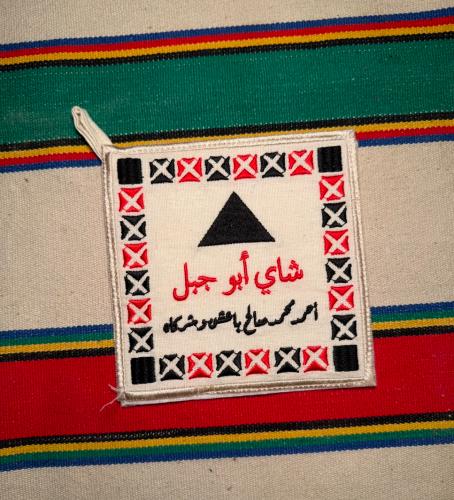 شاي أبو جبل
أحمد محمد صالح باعشن وشركاه